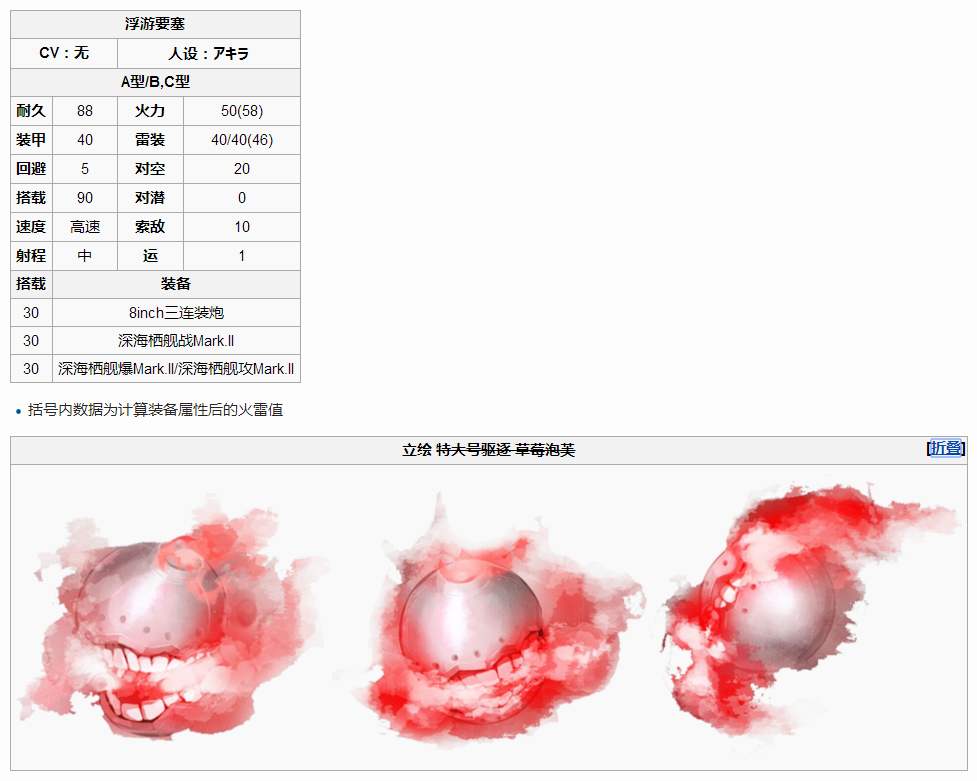 浮游要塞
CV：无 人设：アキラ
A型/B,C型
耐久 88 火力 50(58)
装甲 40 雷装 40/40(46)
回避 5 对空 20
搭载 90 对潜 0
速度 高速 索敌 10
射程 中 运 1
搭载 装备
30 8inch三连装炮
30 深海栖舰战Mark.II
30 深海栖舰爆Mark.II/深海栖舰攻Mark.II
括号内数据为计算装备属性后的火雷值
立绘 特大号驱逐 草莓泡芙 [折叠]